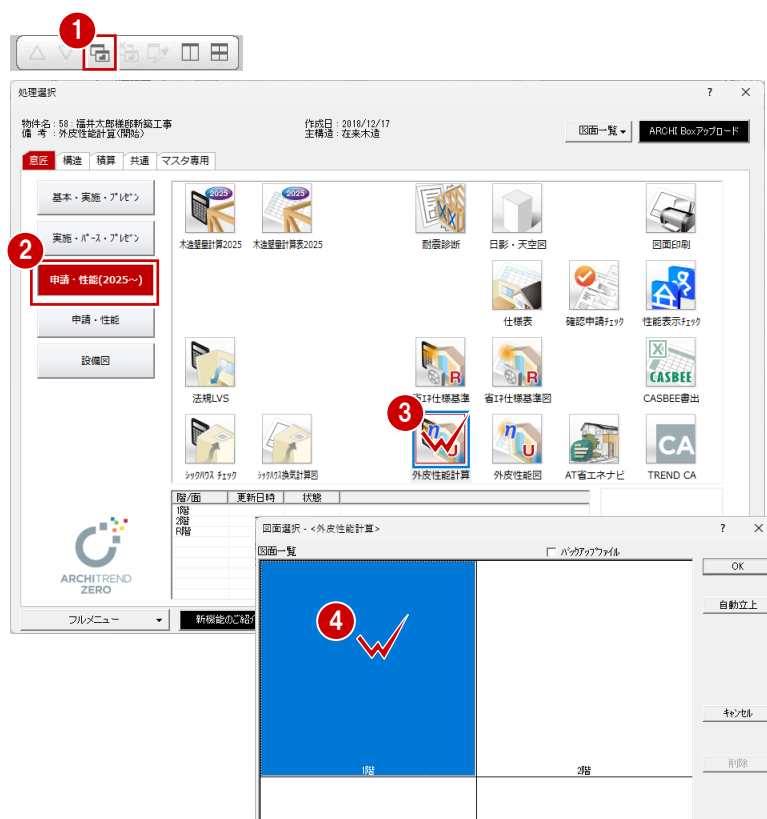 1
処理選択
? ×
物件名：58：福井太郎様邸新築工事
作成日：2018/12/17
備 考：外皮性能計算(開始)
主構造：在来木造
図面一覧
ARCHI Boxアップロード
意匠 構造 積算 共通 マスタ専用
基本・実施・プレゼン
実施・パース・プレゼン
2
申請・性能(2025～)
申請・性能
設備図
2025
2025
木造壁量計算2025 木造壁量計算表2025 耐震診断 日影・天空図 図面印刷
仕様表 確認申請チェック 性能表示チェック
R R CASBEE
法規LVS 省エネ仕様基準 省エネ仕様基準図 CASBEE書出
3
n U n U CA
シックハウス チェック シックハウス換気計算図 外皮性能計算 外皮性能図 AT省エネナビ TREND CA
階/面 更新日時 状態
1階
2階
R階
ARCHITREND
ZERO
フルメニュー
新機能のご紹介
図面選択 - <外皮性能計算>
? ×
図面一覧
バックアップファイル
OK
自動立上
4
キャンセル
削除
1階 2階